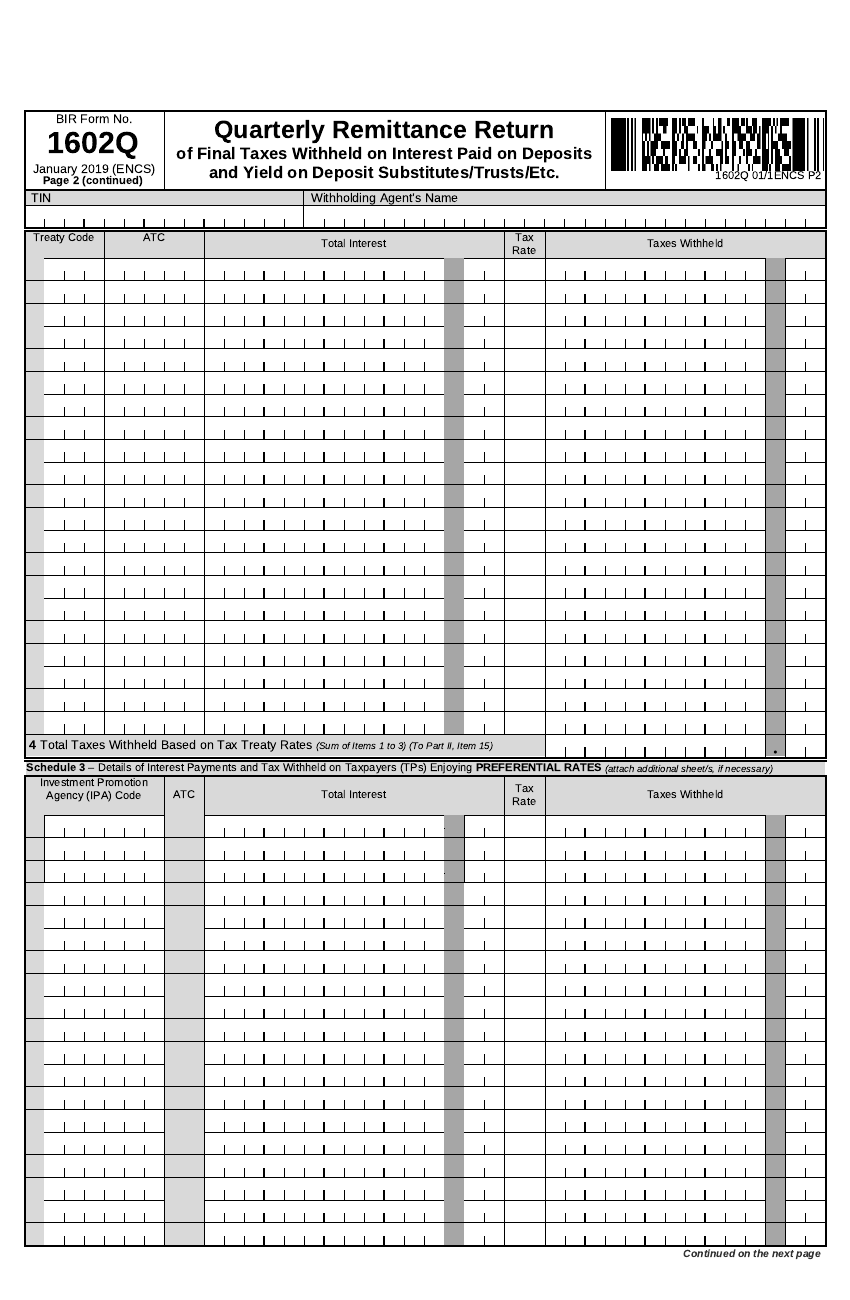 BIR Form No.
1602Q
January 2019 (ENCS)
Page 2 (continued)
Quarterly Remittance Return
of Final Taxes Withheld on Interest Paid on Deposits
and Yield on Deposit Substitutes/Trusts/Etc.
1602Q 01/1ENCS P2
TIN
Withholding Agent's Name
Treaty Code
ATC
Total Interest
Tax
Rate
Taxes Withheld
4 Total Taxes Withheld Based on Tax Treaty Rates (Sum of Items 1 to 3) (To Part II, Item 15)
Schedule 3 – Details of Interest Payments and Tax Withheld on Taxpayers (TPs) Enjoying PREFERENTIAL RATES (attach additional sheet/s, if necessary)
Investment Promotion
Agency (IPA) Code
ATC
Total Interest
Tax
Rate
Taxes Withheld
Continued on the next page